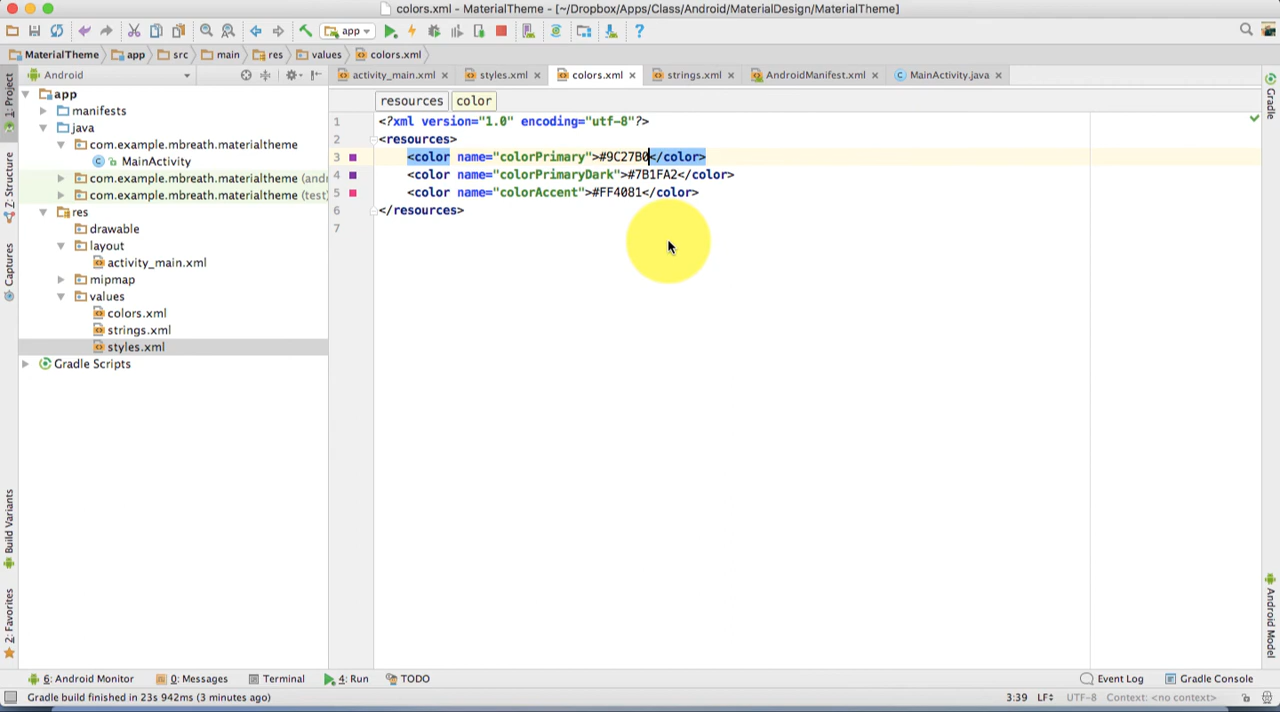 colors.xml - MaterialTheme - [~/Dropbox/Apps/Class/Android/MaterialDesign/MaterialTheme]
app
MaterialTheme app src main res values colors.xml
Android
activity_main.xml styles.xml colors.xml strings.xml AndroidManifest.xml MainActivity.java
1: Project
Z: Structure
Captures
Build Variants
2: Favorites
app
manifests
java
com.example.mbreath.materialtheme
MainActivity
com.example.mbreath.materialtheme (and
com.example.mbreath.materialtheme (test)
res
drawable
layout
activity_main.xml
mipmap
values
colors.xml
strings.xml
styles.xml
Gradle Scripts
resources color
1 <?xml version="1.0" encoding="utf-8"?>
2 <resources>
3 <color name="colorPrimary">#9C27B0</color>
4 <color name="colorPrimaryDark">#7B1FA2</color>
5 <color name="colorAccent">#FF4081</color>
6 </resources>
7
Gradle
Android Model
6: Android Monitor 0: Messages Terminal 4: Run TODO Event Log Gradle Console
Gradle build finished in 23s 942ms (3 minutes ago) 3:39 LF UTF-8 Context: <no context>